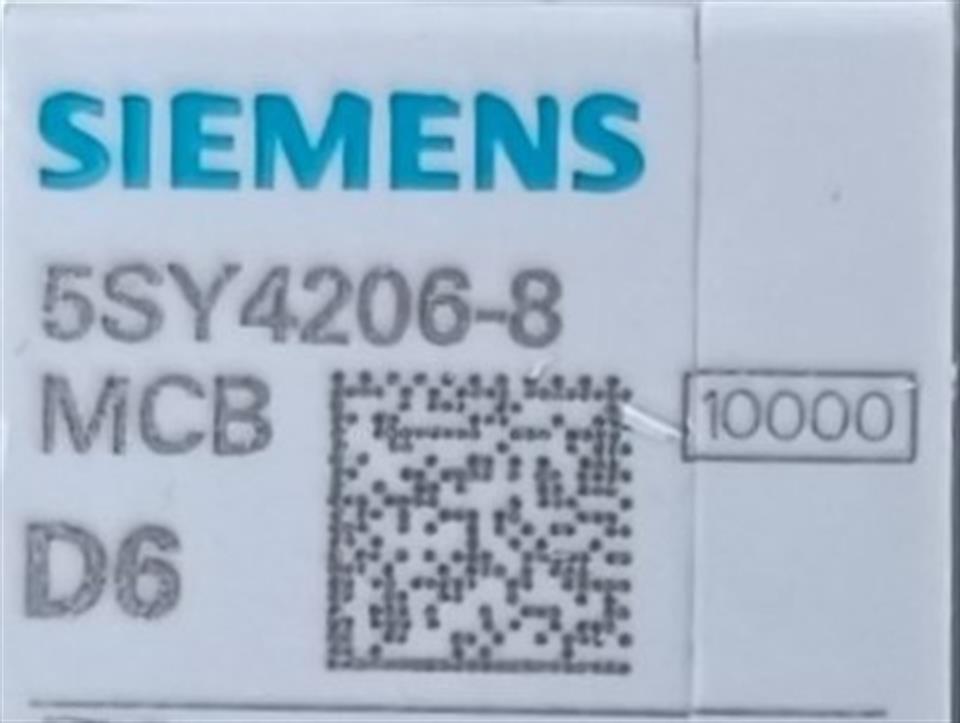 SIEMENS
5SY4206-8
MCB
10000
D6